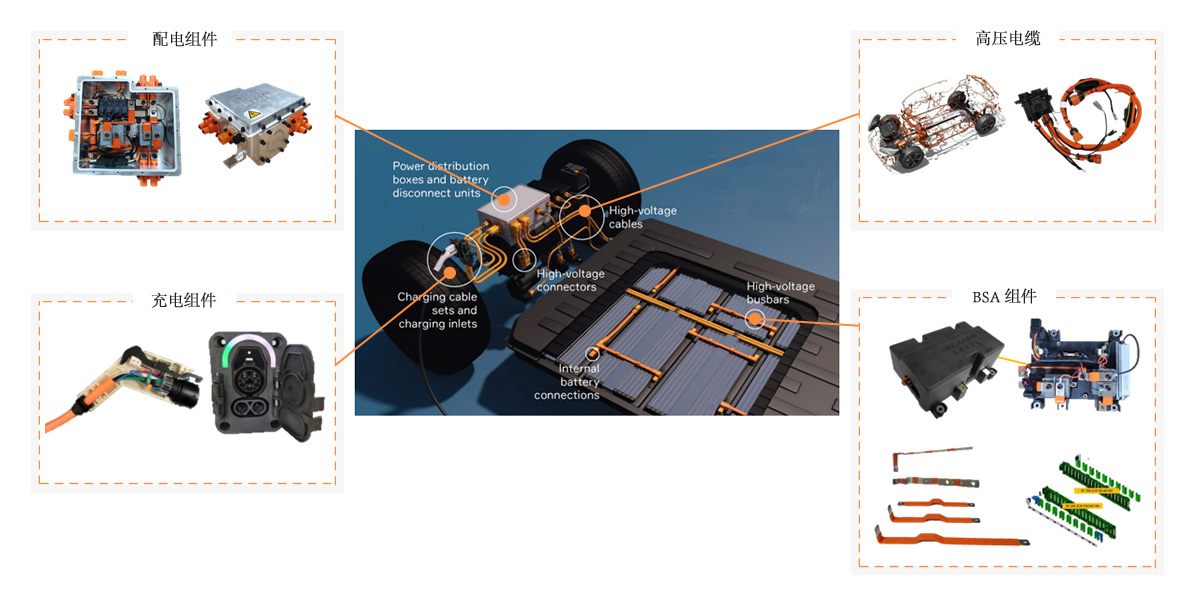 配电组件
高压电缆
Power distribution
boxes and battery
disconnect units
High-voltage
cables
High-voltage
connectors
High-voltage
busbars
Charging cable
sets and
charging inlets
Internal
battery
connections
充电组件
BSA 组件